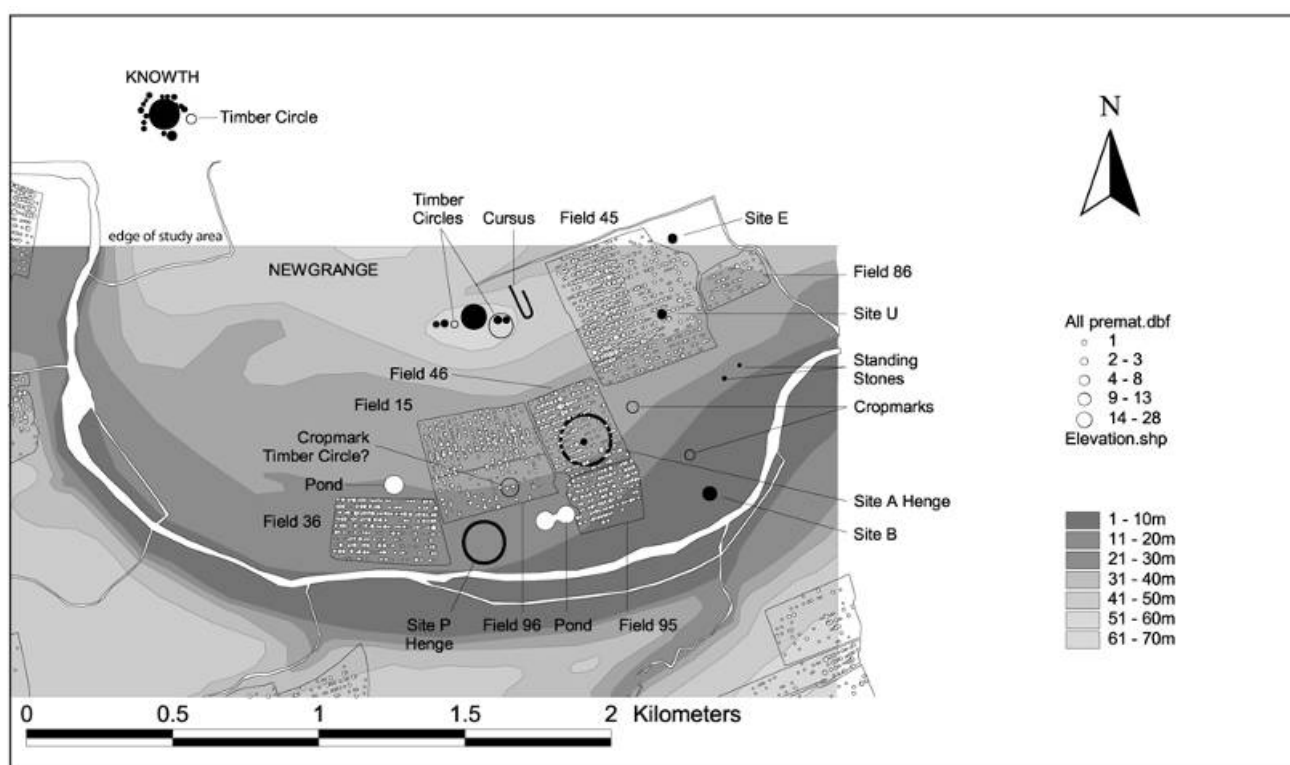 KNOWTH
Timber Circle
N
edge of study area
Timber
Circles
Cursus
Field 45
Site E
NEWGRANGE
Field 86
Site U
All premat.dbf
1
2 - 3
4 - 8
9 - 13
14 - 28
Elevation.shp
Standing
Stones
Field 46
Field 15
Cropmarks
Cropmark
Timber Circle?
Pond
Site A Henge
Field 36
Site B
1 - 10m
11 - 20m
21 - 30m
31 - 40m
41 - 50m
51 - 60m
61 - 70m
Site P
Henge
Field 96
Pond
Field 95
0
0.5
1
1.5
2
Kilometers